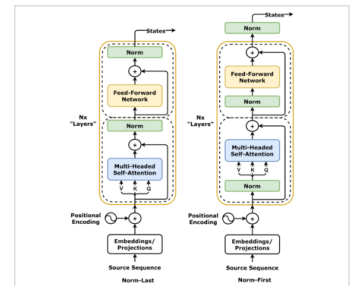 States
Norm
Feed-Forward
Network
Nx
"Layers"
Norm
Multi-Headed
Self-Attention
V K Q
Positional
Encoding
Embeddings/
Projections
Source Sequence
Norm-Last
States
Norm
Feed-Forward
Network
Norm
Nx
"Layers"
Multi-Headed
Self-Attention
V K Q
Norm
Positional
Encoding
Embeddings/
Projections
Source Sequence
Norm-First